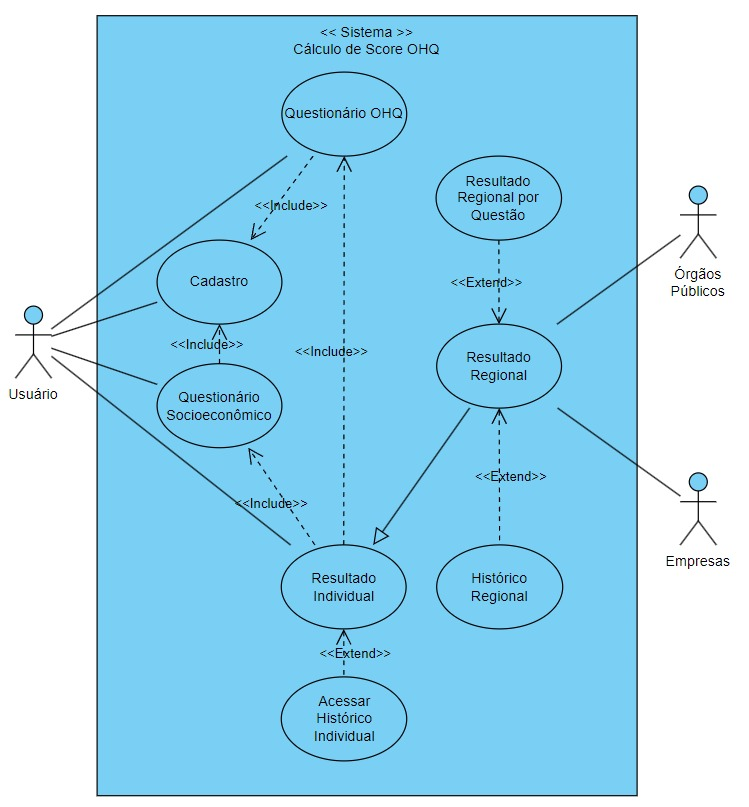 << Sistema >>
Cálculo de Score OHQ
Questionário OHQ
Resultado
Regional por
Questão
<<Include>>
Cadastro
<<Extend>>
Órgãos
Públicos
<<Include>>
<<Include>>
Resultado
Regional
Usuário
Questionário
Socioeconômico
<<Extend>>
<<Include>>
Empresas
Resultado
Individual
Histórico
Regional
<<Extend>>
Acessar
Histórico
Individual